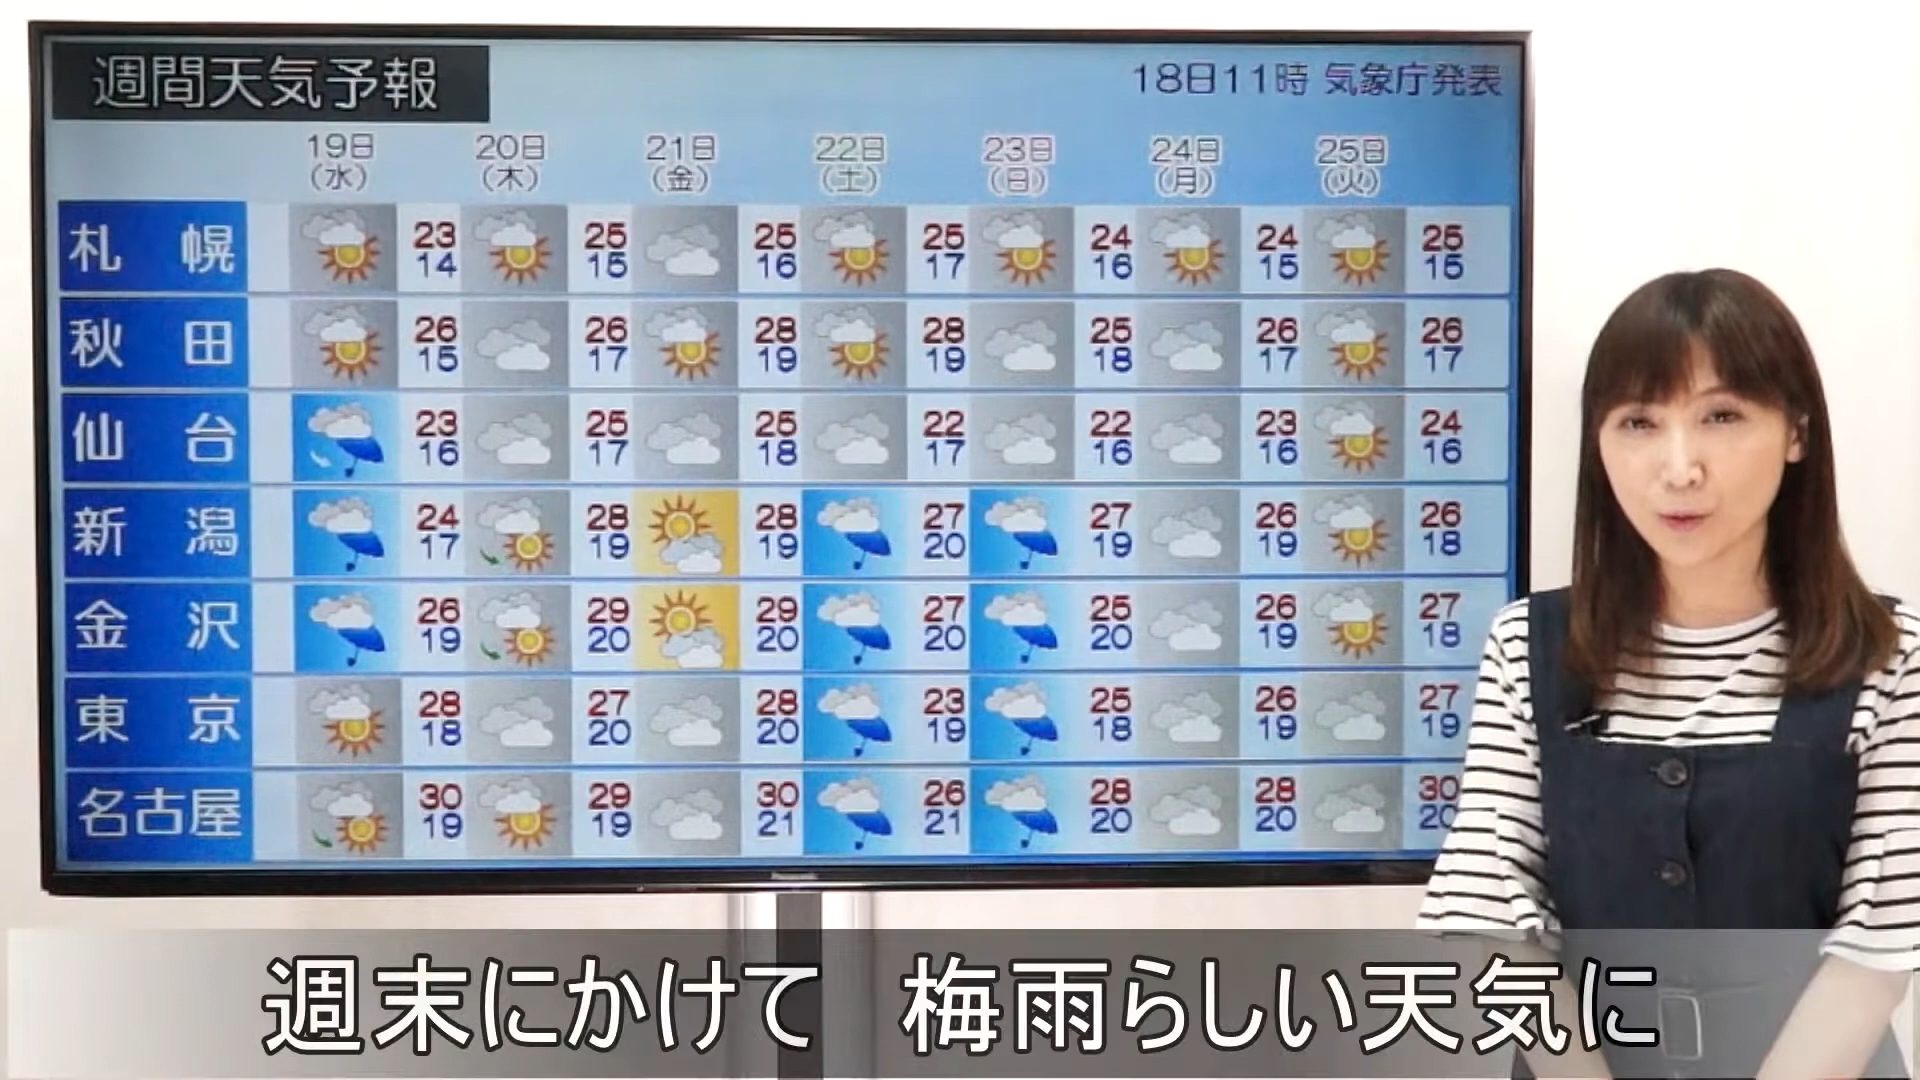 週間天気予報
18日11時 気象庁発表
19日 20日 21日 22日 23日 24日 25日
(水) (木) (金) (土) (日) (月) (火)
札幌 23 25 25 25 24 24 25
14 15 16 17 16 15 15
秋田 26 26 28 28 25 26 26
15 17 19 19 18 17 17
仙台 23 25 25 22 22 23 24
16 17 18 17 16 16 16
新潟 24 28 28 27 27 26 26
17 19 19 20 19 19 18
金沢 26 29 29 27 25 26 27
19 20 20 20 20 19 18
東京 28 27 28 23 25 26 27
18 20 20 19 18 19 19
名古屋 30 29 30 26 28 28 30
19 19 21 21 20 20 20
週末にかけて 梅雨らしい天気に